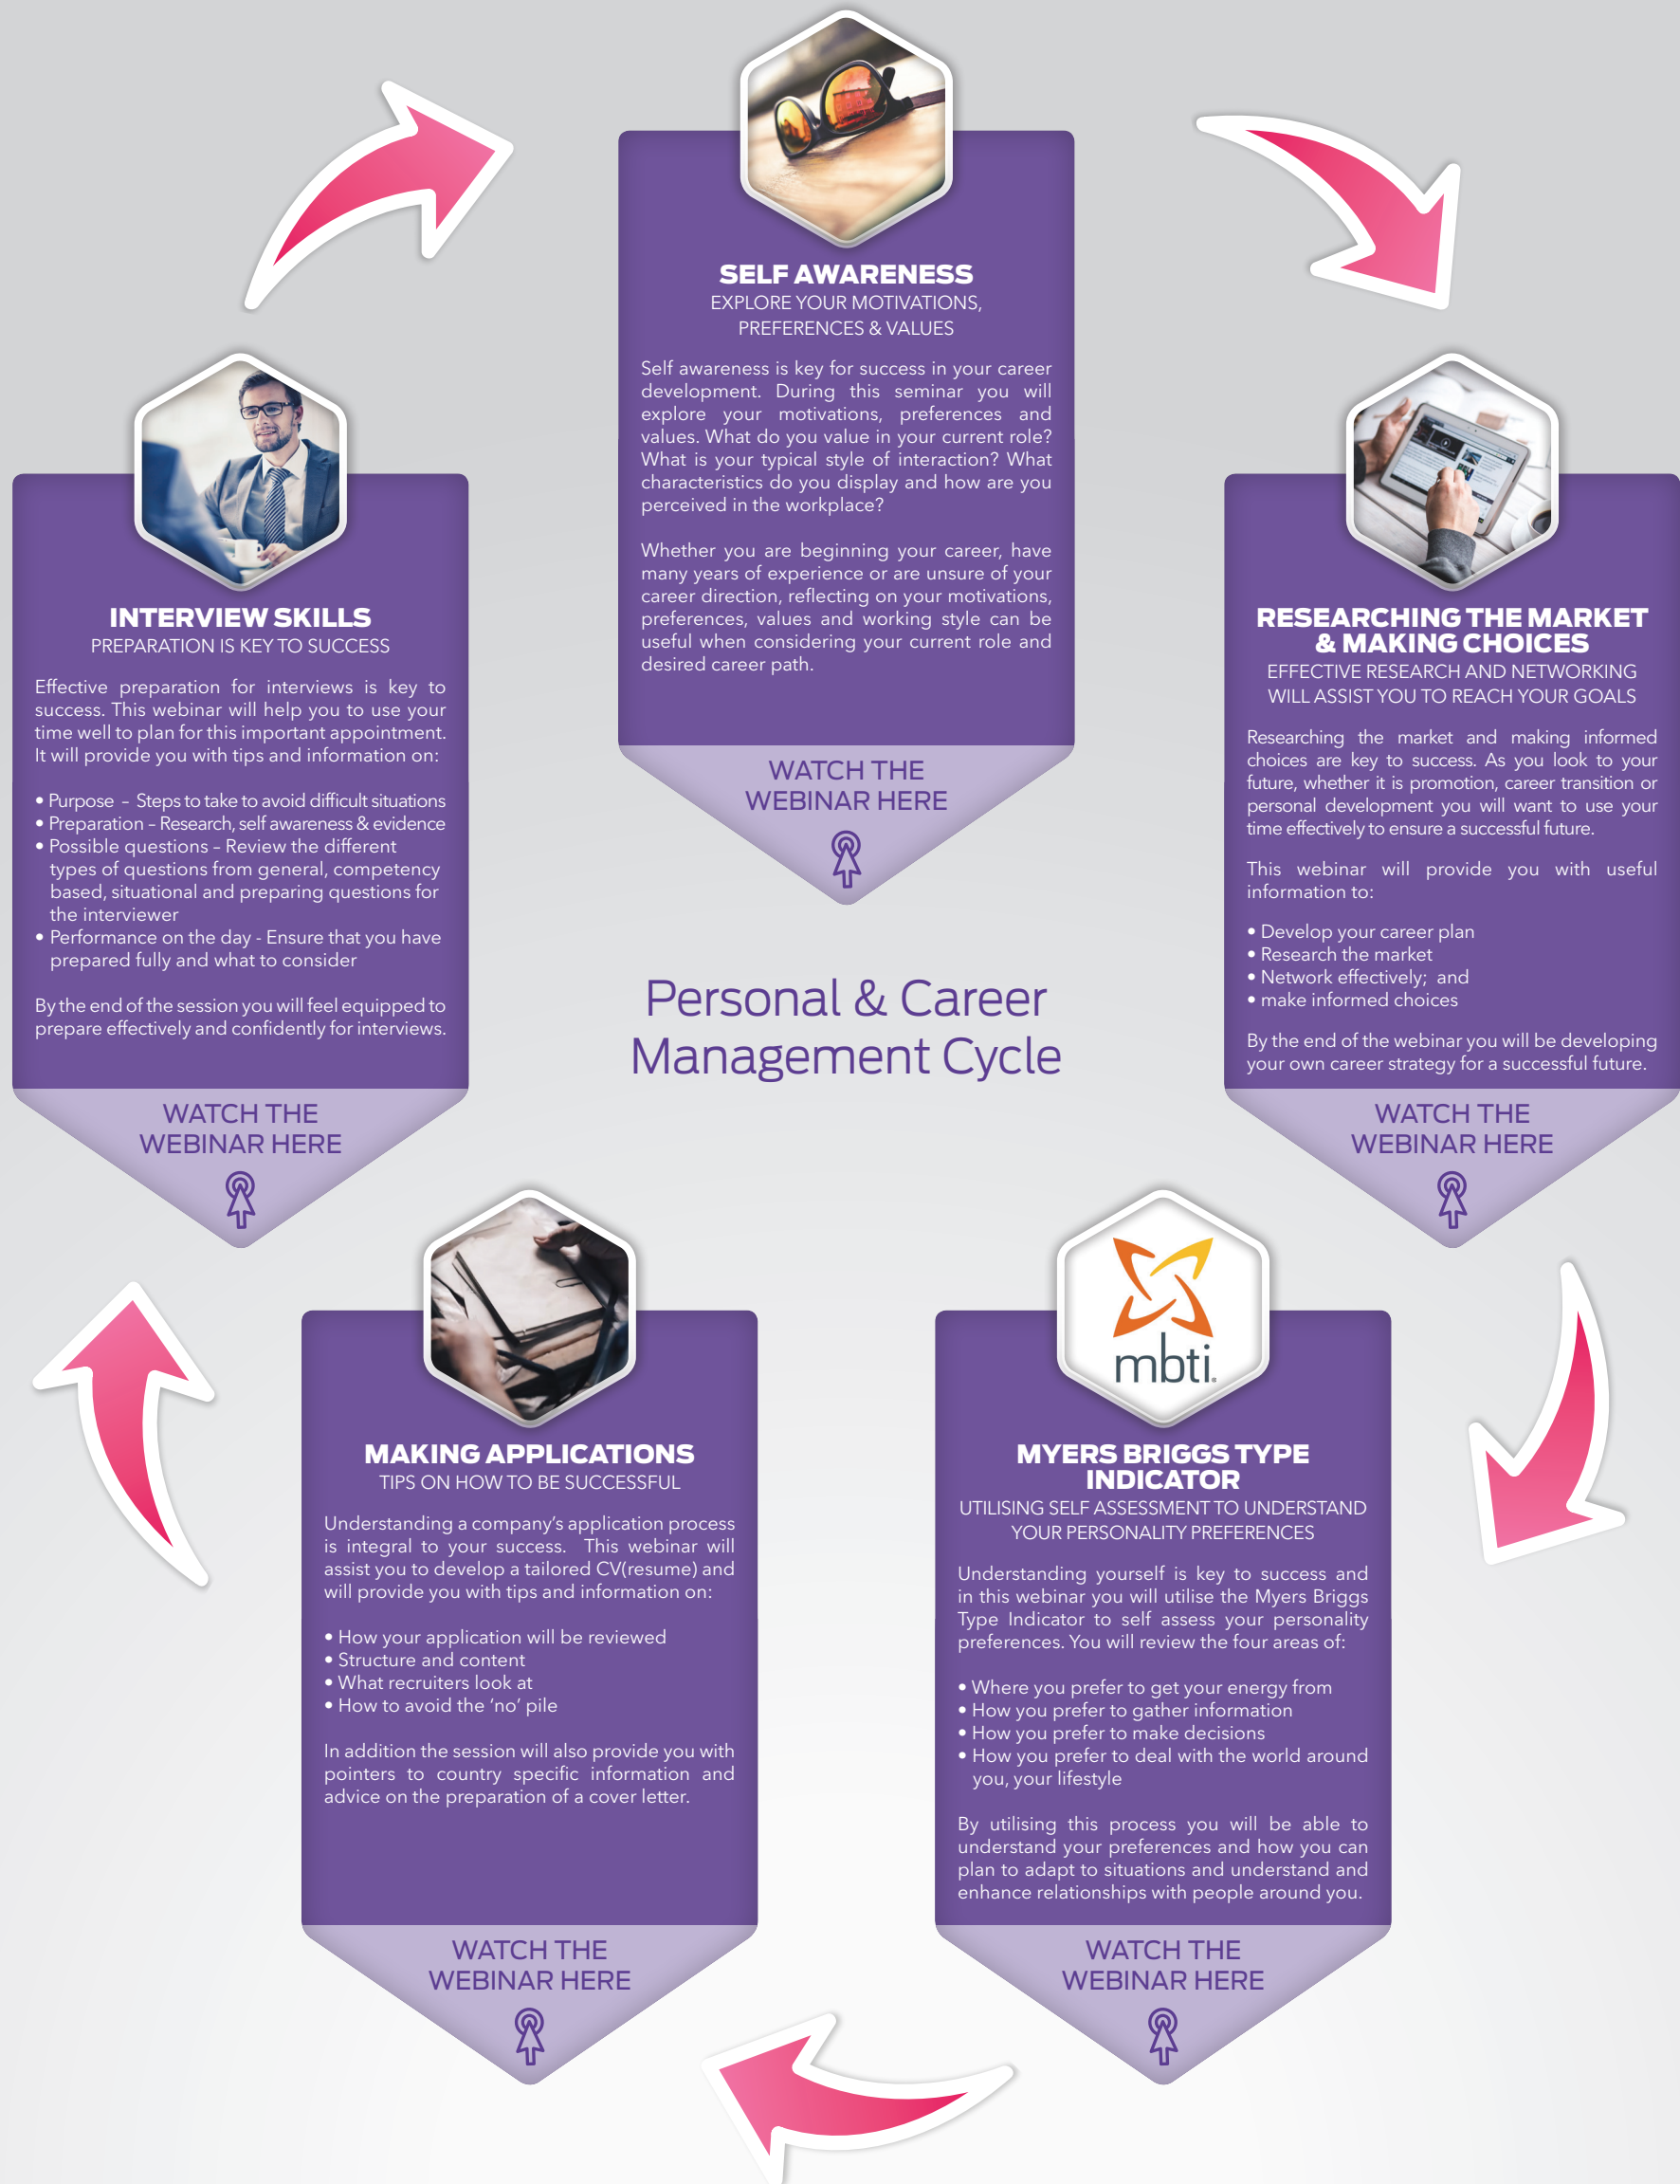 SELF AWARENESS
EXPLORE YOUR MOTIVATIONS,
PREFERENCES & VALUES
Self awareness is key for success in your career
development. During this seminar you will
explore your motivations, preferences and
values. What do you value in your current role?
What is your typical style of interaction? What
characteristics do you display and how are you
perceived in the workplace?
Whether you are beginning your career, have
many years of experience or are unsure of your
career direction, reflecting on your motivations,
preferences, values and working style can be
useful when considering your current role and
desired career path.
WATCH THE
WEBINAR HERE
INTERVIEW SKILLS
PREPARATION IS KEY TO SUCCESS
Effective preparation for interviews is key to
success. This webinar will help you to use your
time well to plan for this important appointment.
It will provide you with tips and information on:
• Purpose – Steps to take to avoid difficult situations
• Preparation – Research, self awareness & evidence
• Possible questions – Review the different
types of questions from general, competency
based, situational and preparing questions for
the interviewer
• Performance on the day - Ensure that you have
prepared fully and what to consider
By the end of the session you will feel equipped to
prepare effectively and confidently for interviews.
WATCH THE
WEBINAR HERE
RESEARCHING THE MARKET
& MAKING CHOICES
EFFECTIVE RESEARCH AND NETWORKING
WILL ASSIST YOU TO REACH YOUR GOALS
Researching the market and making informed
choices are key to success. As you look to your
future, whether it is promotion, career transition or
personal development you will want to use your
time effectively to ensure a successful future.
This webinar will provide you with useful
information to:
• Develop your career plan
• Research the market
• Network effectively; and
• make informed choices
By the end of the webinar you will be developing
your own career strategy for a successful future.
WATCH THE
WEBINAR HERE
Personal & Career
Management Cycle
MAKING APPLICATIONS
TIPS ON HOW TO BE SUCCESSFUL
Understanding a company's application process
is integral to your success. This webinar will
assist you to develop a tailored CV(resume) and
will provide you with tips and information on:
• How your application will be reviewed
• Structure and content
• What recruiters look at
• How to avoid the ‘no’ pile
In addition the session will also provide you with
pointers to country specific information and
advice on the preparation of a cover letter.
WATCH THE
WEBINAR HERE
mbti®
MYERS BRIGGS TYPE
INDICATOR
UTILISING SELF ASSESSMENT TO UNDERSTAND
YOUR PERSONALITY PREFERENCES
Understanding yourself is key to success and
in this webinar you will utilise the Myers Briggs
Type Indicator to self assess your personality
preferences. You will review the four areas of:
• Where you prefer to get your energy from
• How you prefer to gather information
• How you prefer to make decisions
• How you prefer to deal with the world around
you, your lifestyle
By utilising this process you will be able to
understand your preferences and how you can
plan to adapt to situations and understand and
enhance relationships with people around you.
WATCH THE
WEBINAR HERE